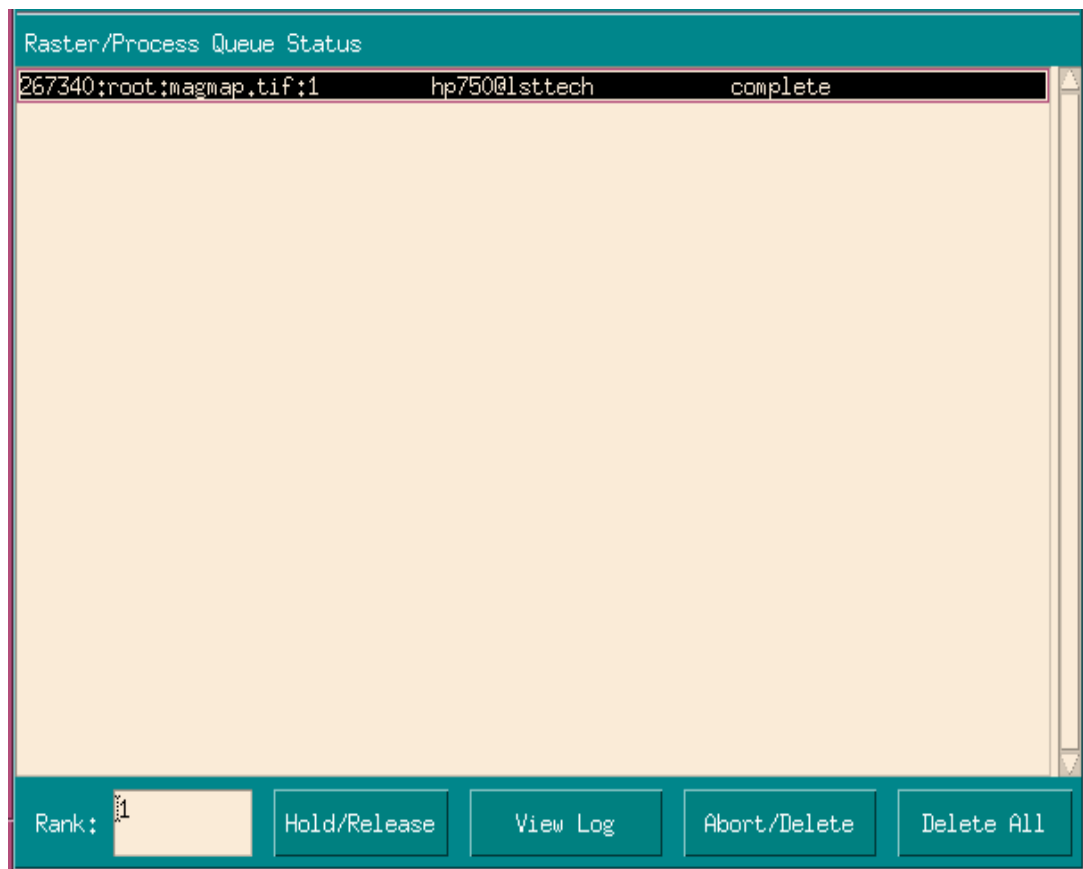 Raster/Process Queue Status
267340:root:magmap.tif:1 hp750@lsttech complete
Rank: 1 Hold/Release View Log Abort/Delete Delete All